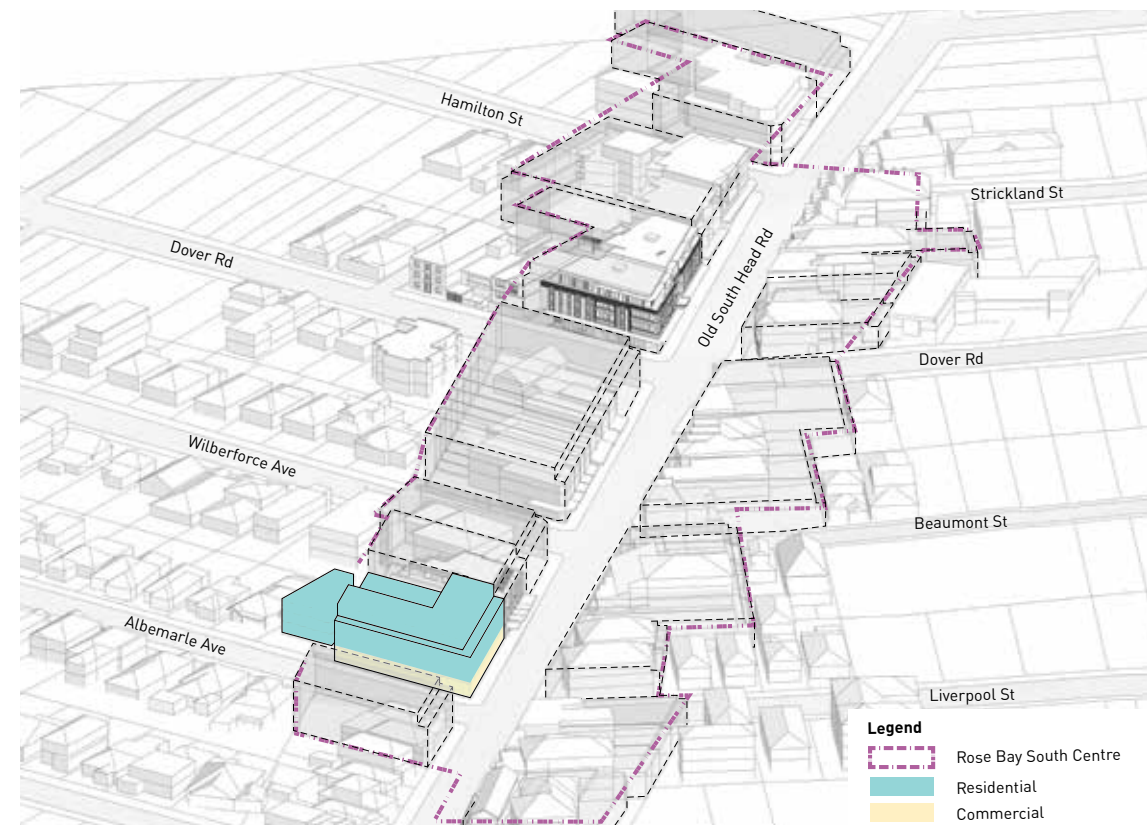 Hamilton St
Strickland St
Dover Rd
Old South Head Rd
Dover Rd
Wilberforce Ave
Beaumont St
Albemarle Ave
Liverpool St
Legend
Rose Bay South Centre
Residential
Commercial